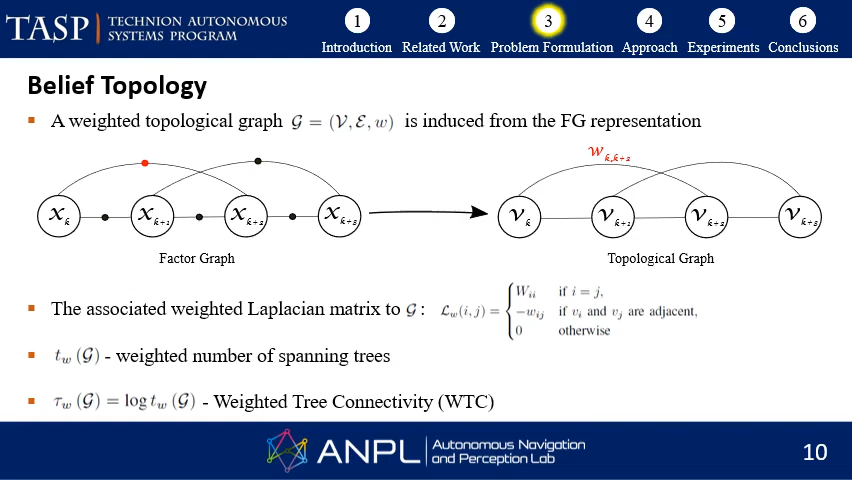 TASP | TECHNION AUTONOMOUS SYSTEMS PROGRAM
1 2 3 4 5 6
Introduction Related Work Problem Formulation Approach Experiments Conclusions
Belief Topology
▪ A weighted topological graph 𝒢 = (𝒱, ℰ, w) is induced from the FG representation
w_{k,k+2}
x_k x_{k+1} x_{k+2} x_{k+3} v_k v_{k+1} v_{k+2} v_{k+3}
Factor Graph Topological Graph
▪ The associated weighted Laplacian matrix to 𝒢 : ℒ_w(i, j) = { W_{ii} if i = j,
−w_{ij} if v_i and v_j are adjacent,
0 otherwise
▪ t_w (𝒢) - weighted number of spanning trees
▪ τ_w (𝒢) = log t_w (𝒢) - Weighted Tree Connectivity (WTC)
ANPL | Autonomous Navigation and Perception Lab
10